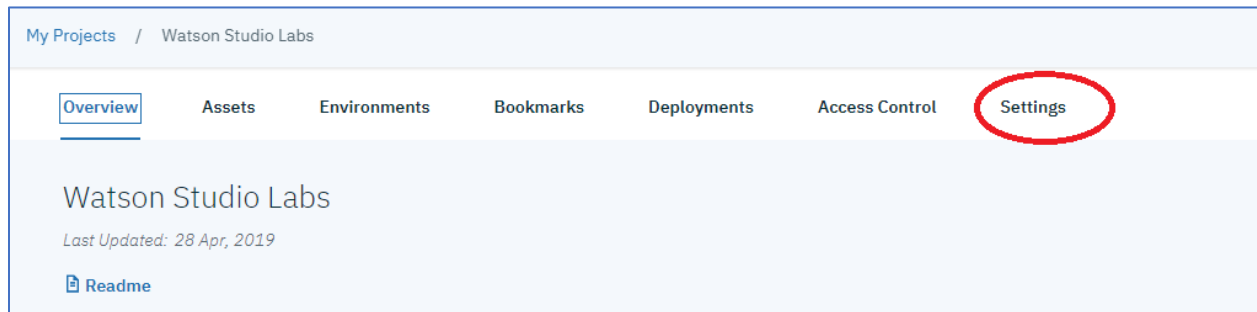 My Projects / Watson Studio Labs
Overview Assets Environments Bookmarks Deployments Access Control Settings
Watson Studio Labs
Last Updated: 28 Apr, 2019
Readme